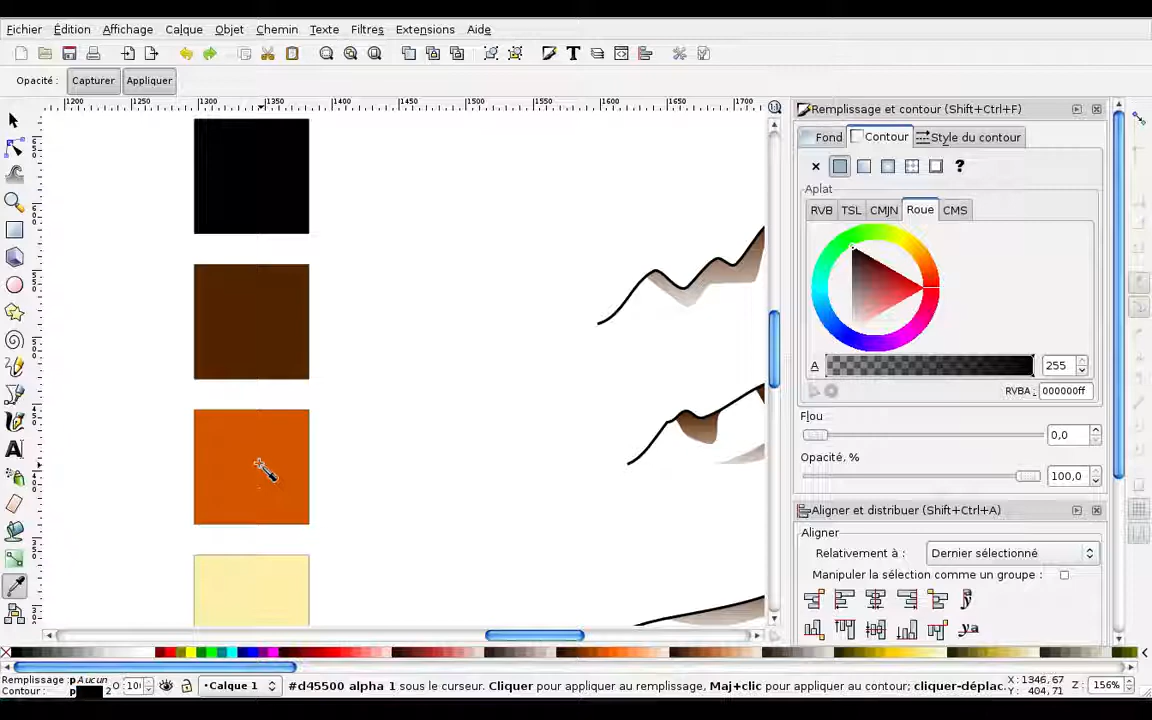 Fichier Édition Affichage Calque Objet Chemin Texte Filtres Extensions Aide
Opacité : Capturer Appliquer
1200 1250 1300 1350 1400 1450 1500 1550 1600 1650 1700
Remplissage et contour (Shift+Ctrl+F)
Fond Contour Style du contour
?
Aplat
RVB TSL CMJN Roue CMS
A 255
RVBA : 000000ff
Flou :
0,0
Opacité, %
100,0
Aligner et distribuer (Shift+Ctrl+A)
Aligner
Relativement à : Dernier sélectionné
Manipuler la sélection comme un groupe :
Remplissage : Aucun
Contour : 2
O :
•Calque 1
#d45500 alpha 1 sous le curseur. Cliquer pour appliquer au remplissage, Maj+clic pour appliquer au contour; cliquer-déplac...
X : 1346,67
Y : 404,71
Z : 156%